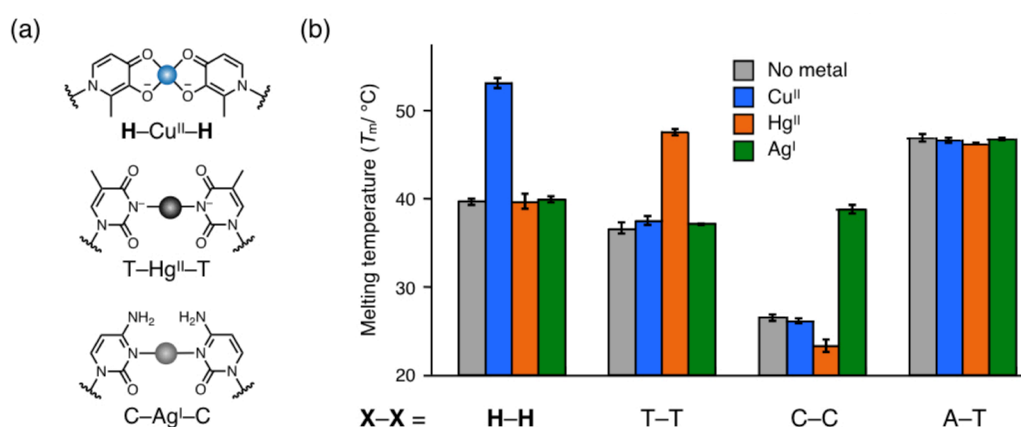 (a)
N
O
O
O
O
N
H–Cuᴵᴵ–H
O
O
N
N
N
N
O
O
T–Hgᴵᴵ–T
NH₂
H₂N
N
N
N
N
O
O
C–Agᴵ–C
(b)
No metal
Cuᴵᴵ
Hgᴵᴵ
Agᴵ
Melting temperature (Tm/ °C)
50
40
30
20
X–X =
H–H
T–T
C–C
A–T